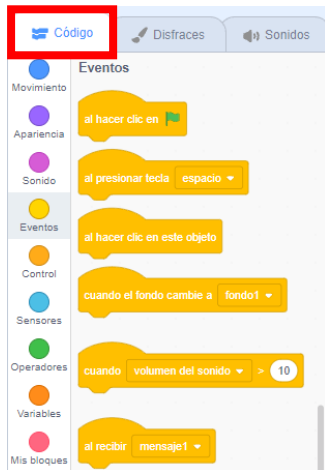 Código Disfraces Sonidos
Eventos
Movimiento
Apariencia
Sonido
Eventos
Control
Sensores
Operadores
Variables
Mis bloques
al hacer clic en
al presionar tecla espacio
al hacer clic en este objeto
cuando el fondo cambie a fondo1
cuando volumen del sonido > 10
al recibir mensaje1